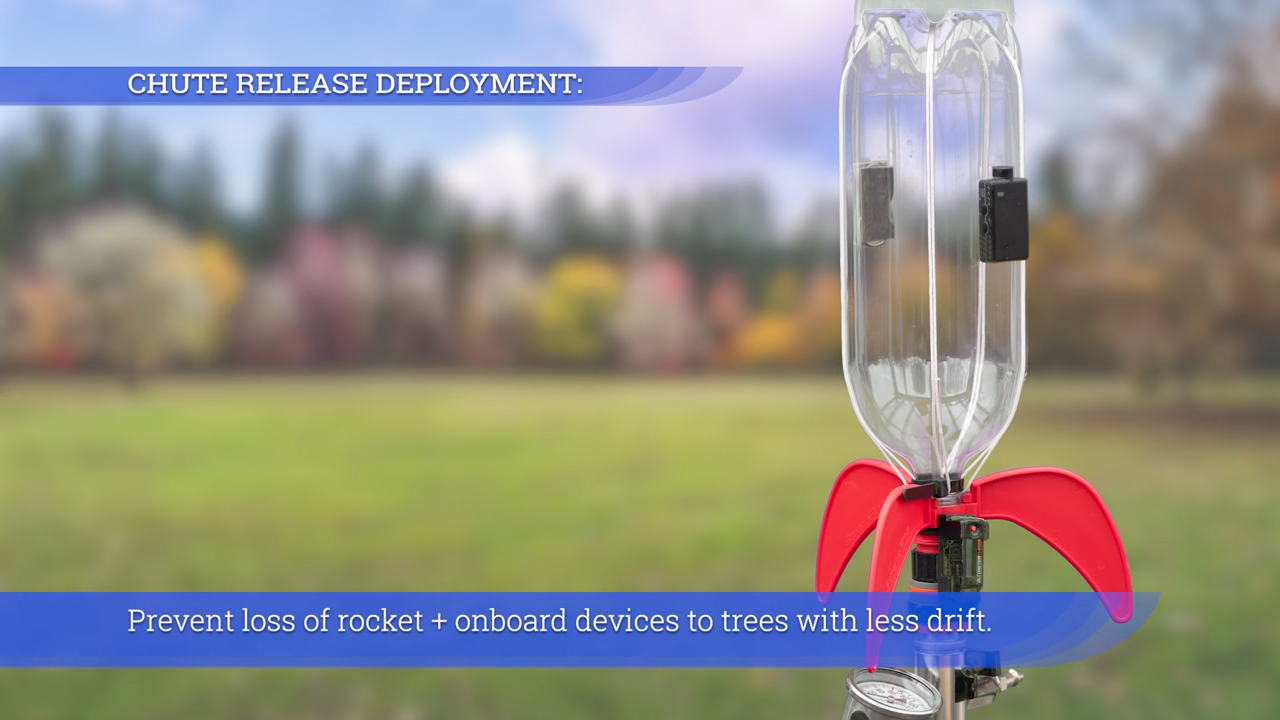 CHUTE RELEASE DEPLOYMENT:
Prevent loss of rocket + onboard devices to trees with less drift.